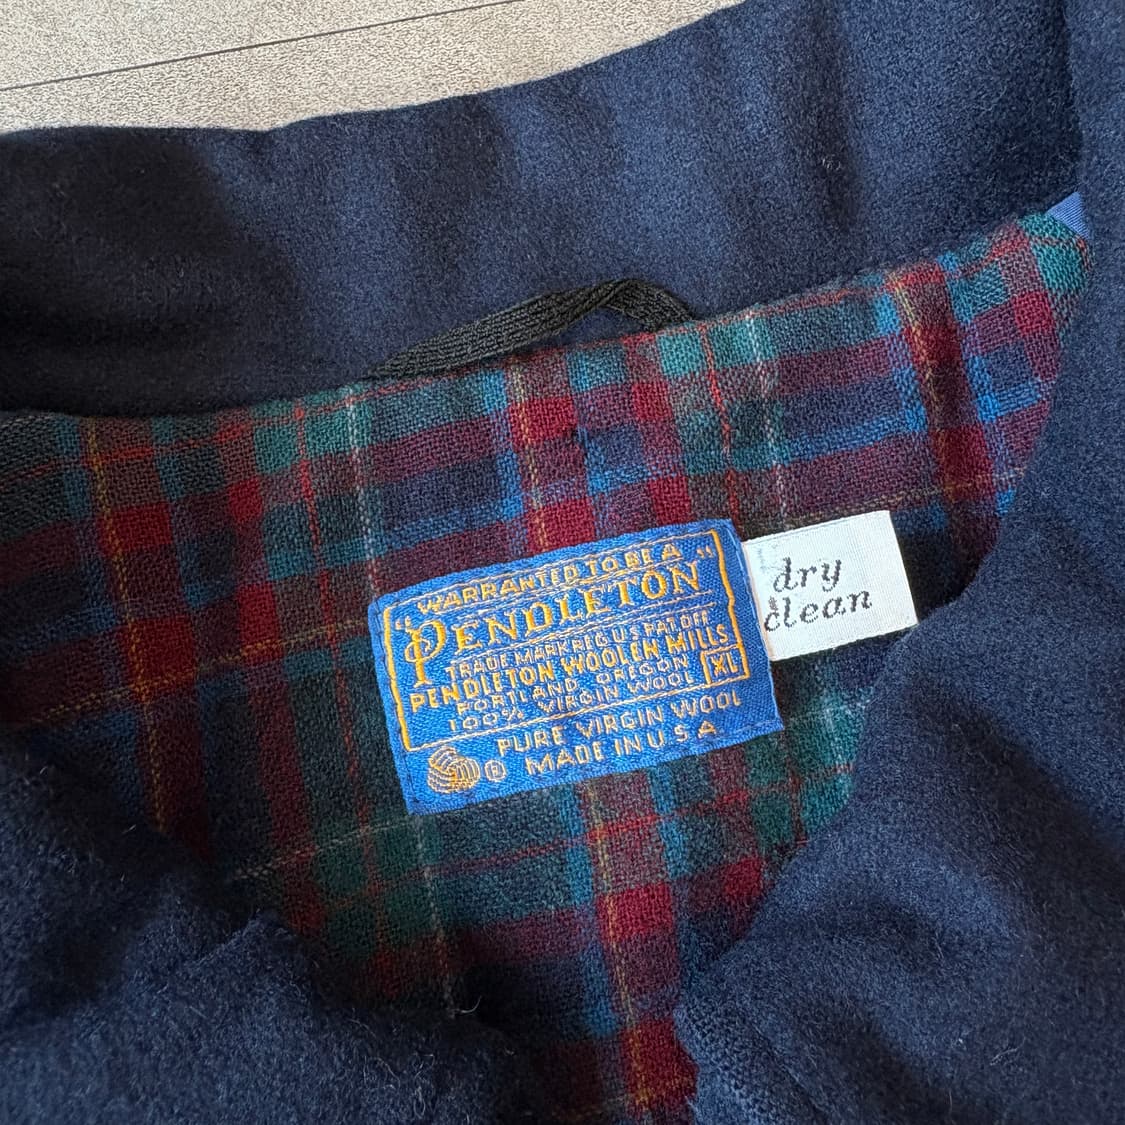 WARRANTED TO BE A
"PENDLETON"
TRADE MARK REG U S PAT. OFF
PENDLETON WOOLEN MILLS
PORTLAND, OREGON
100% VIRGIN WOOL
XL
PURE VIRGIN WOOL
® MADE IN U S A
dry
clean